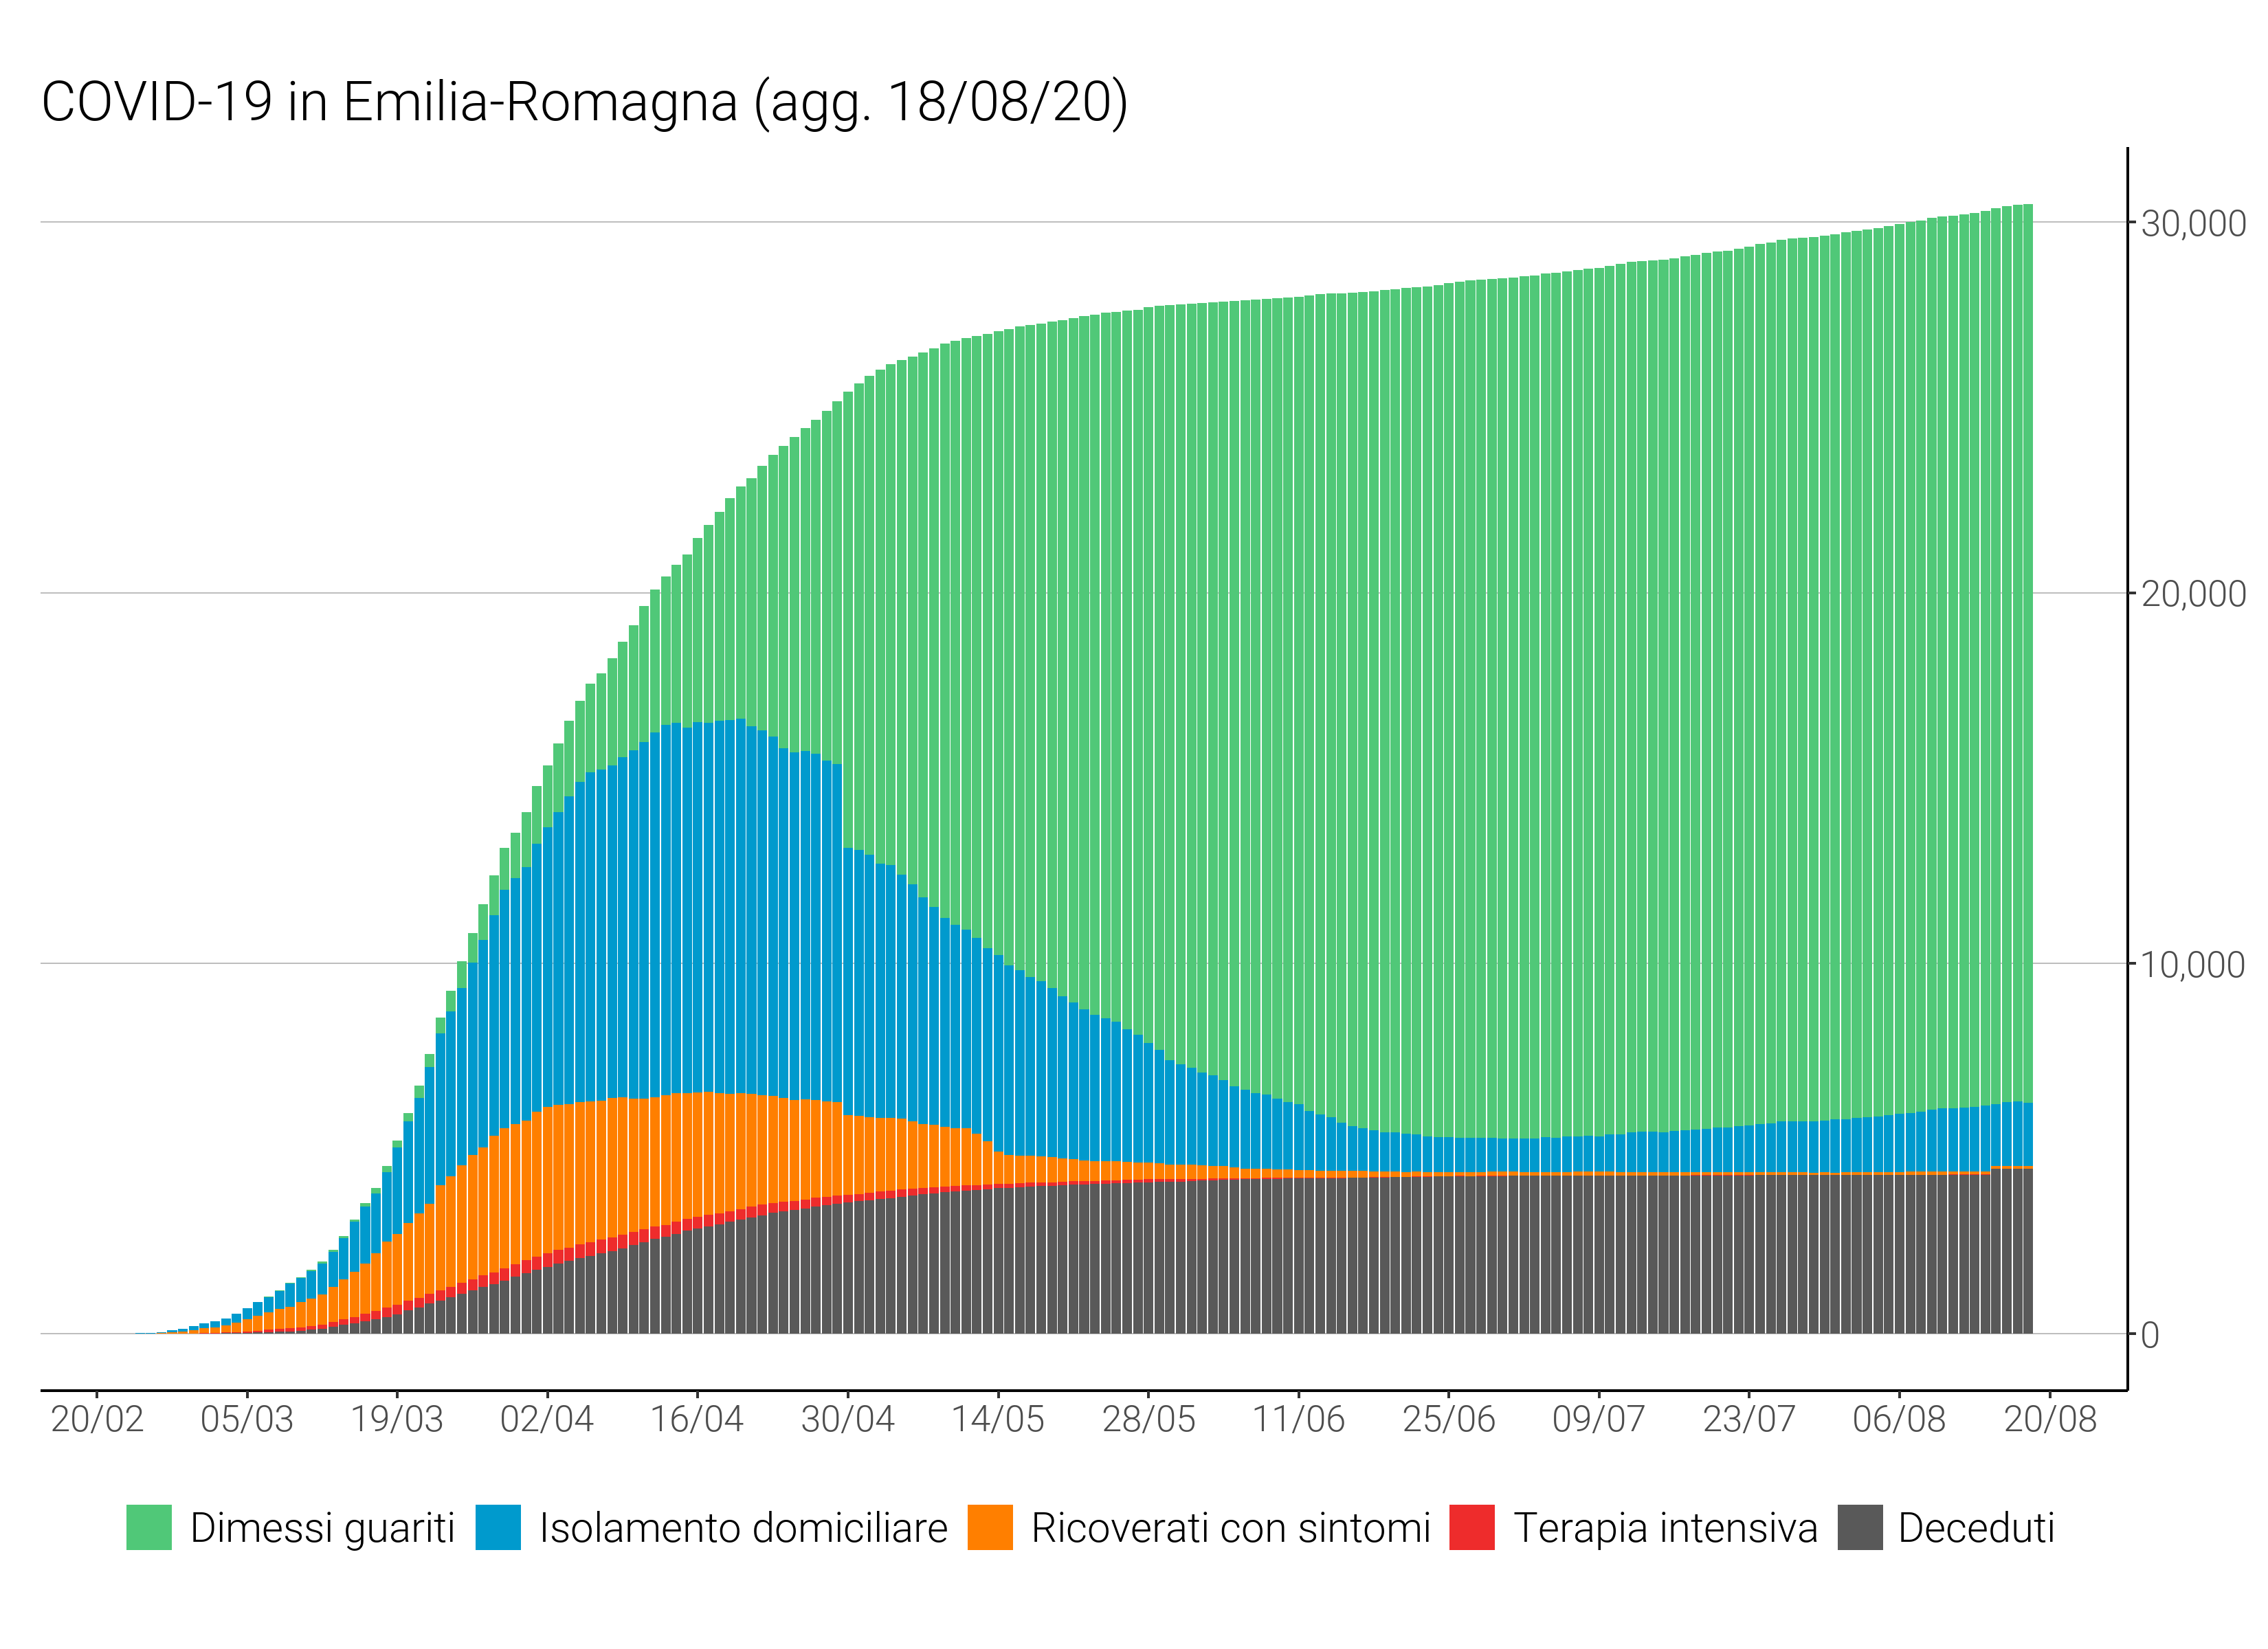 COVID-19 in Emilia-Romagna (agg. 18/08/20)
30,000
20,000
10,000
0
20/02 05/03 19/03 02/04 16/04 30/04 14/05 28/05 11/06 25/06 09/07 23/07 06/08 20/08
Dimessi guariti Isolamento domiciliare Ricoverati con sintomi Terapia intensiva Deceduti